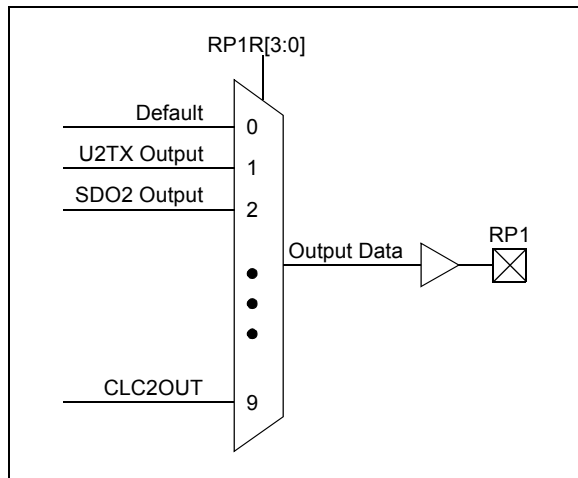 RP1R[3:0]
Default
0
U2TX Output
1
SDO2 Output
2
RP1
Output Data
CLC2OUT
9